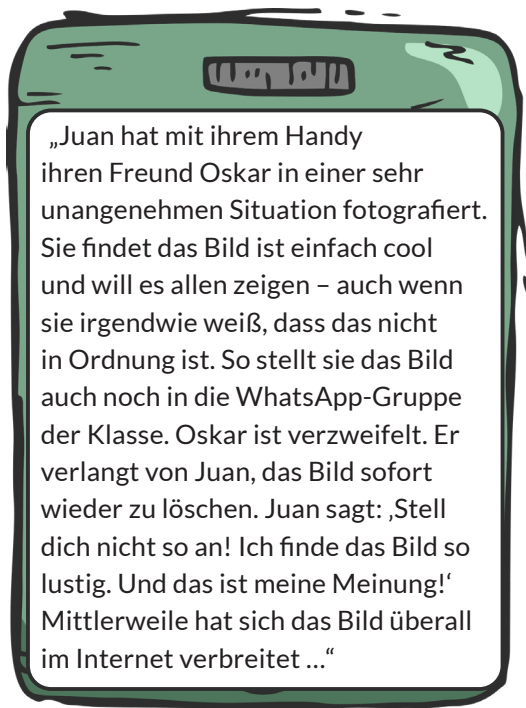 „Juan hat mit ihrem Handy
ihren Freund Oskar in einer sehr
unangenehmen Situation fotografiert.
Sie findet das Bild ist einfach cool
und will es allen zeigen – auch wenn
sie irgendwie weiß, dass das nicht
in Ordnung ist. So stellt sie das Bild
auch noch in die WhatsApp-Gruppe
der Klasse. Oskar ist verzweifelt. Er
verlangt von Juan, das Bild sofort
wieder zu löschen. Juan sagt: ‚Stell
dich nicht so an! Ich finde das Bild so
lustig. Und das ist meine Meinung!‘
Mittlerweile hat sich das Bild überall
im Internet verbreitet ...“